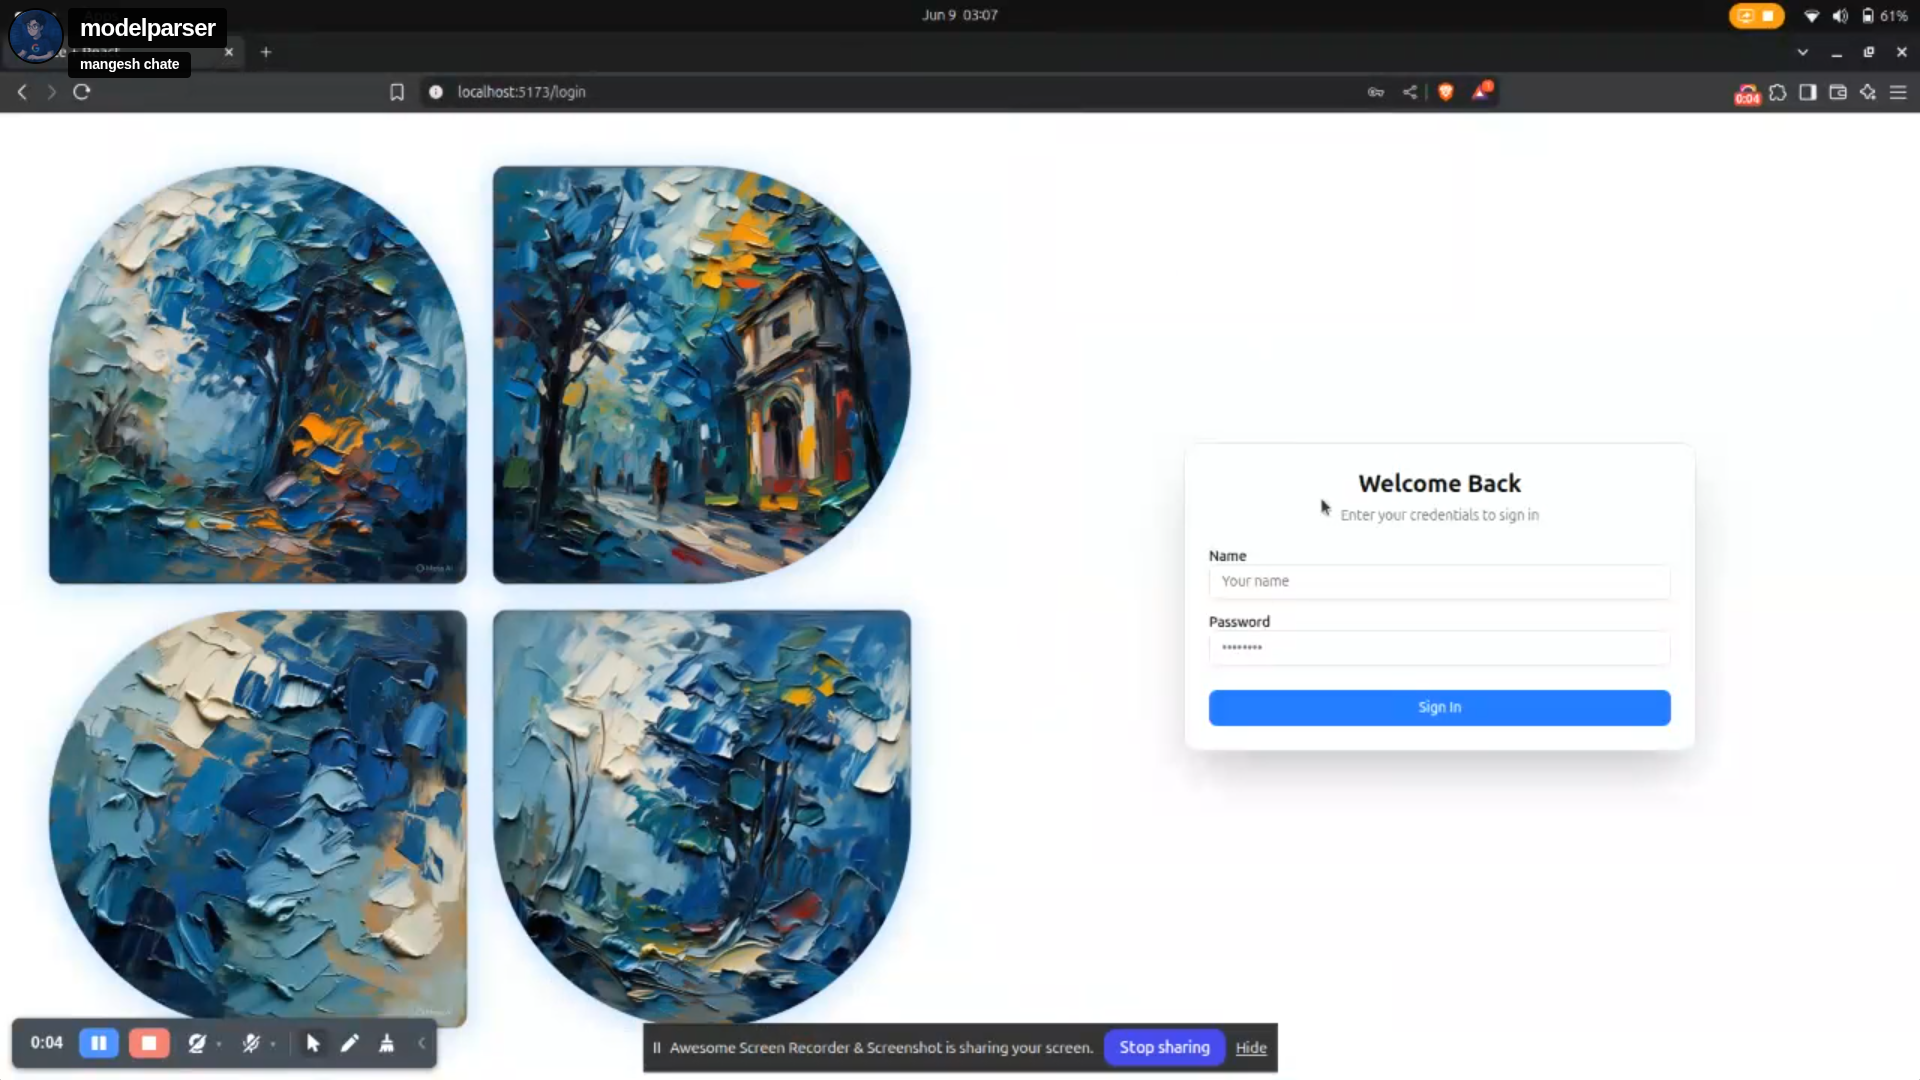 modelparser
mangesh chate
Jun 9 03:07
61%
localhost:5173/login
0:04
Welcome Back
Enter your credentials to sign in
Name
Your name
Password
••••••••
Sign In
0:04
Awesome Screen Recorder & Screenshot is sharing your screen.
Stop sharing
Hide